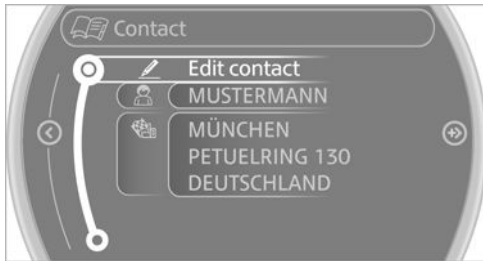 Contact
Edit contact
MUSTERMANN
MÜNCHEN
PETUELRING 130
DEUTSCHLAND